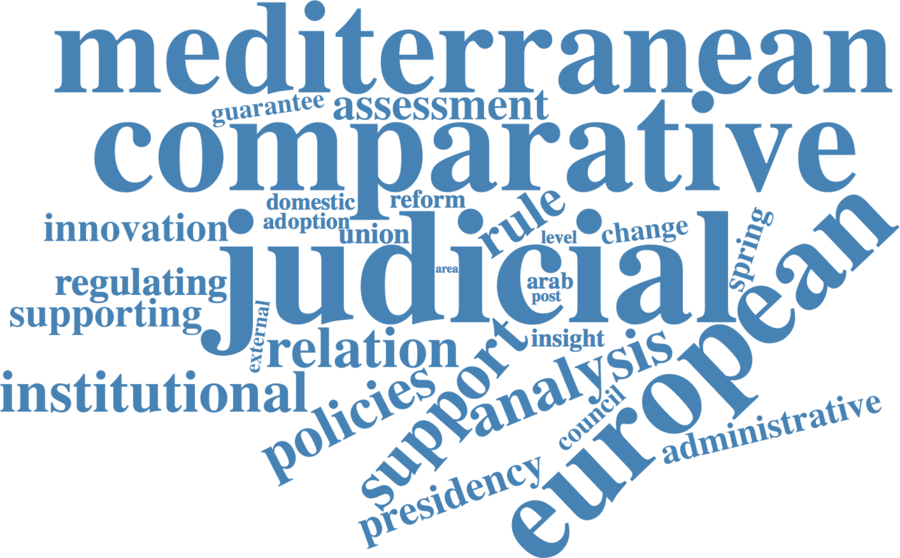 mediterranean
guarantee
assessment
comparative
domestic
reform
adoption
innovation
union
judicial
rule
level
change
spring
european
area
arab
post
regulating
supporting
external
relation
insight
institutional
policies
support
analysis
council
administrative
presidency